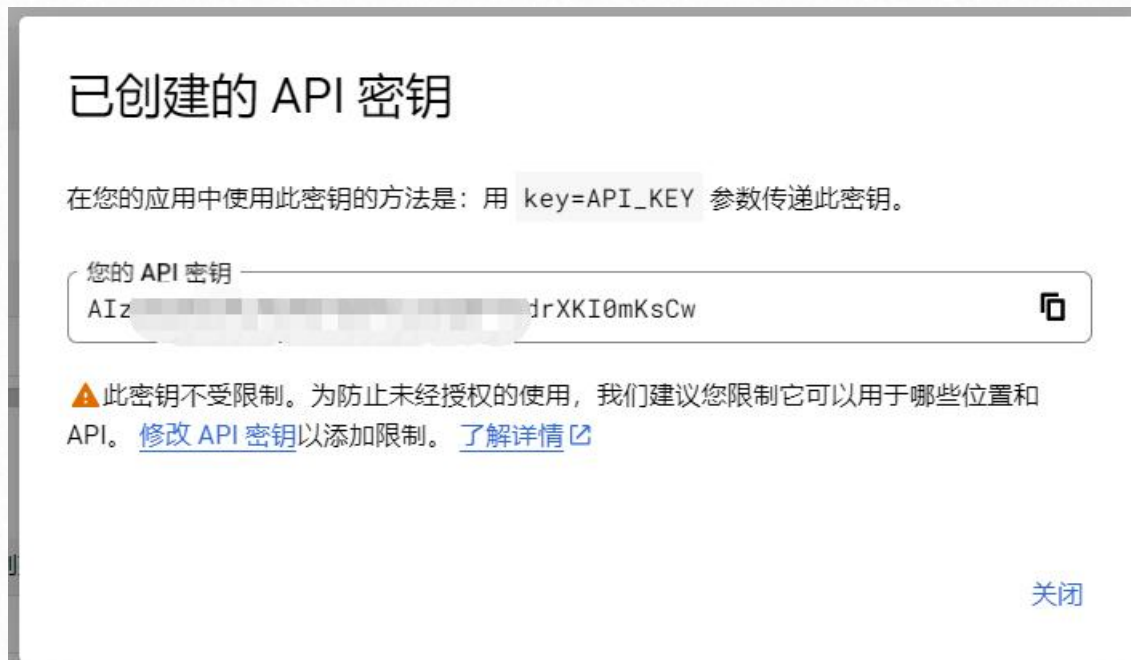 已创建的 API 密钥
在您的应用中使用此密钥的方法是：用 key=API_KEY 参数传递此密钥。
您的 API 密钥
AIz drXKI0mKsCw
此密钥不受限制。为防止未经授权的使用，我们建议您限制它可以用于哪些位置和
API。 修改 API 密钥以添加限制。 了解详情
关闭